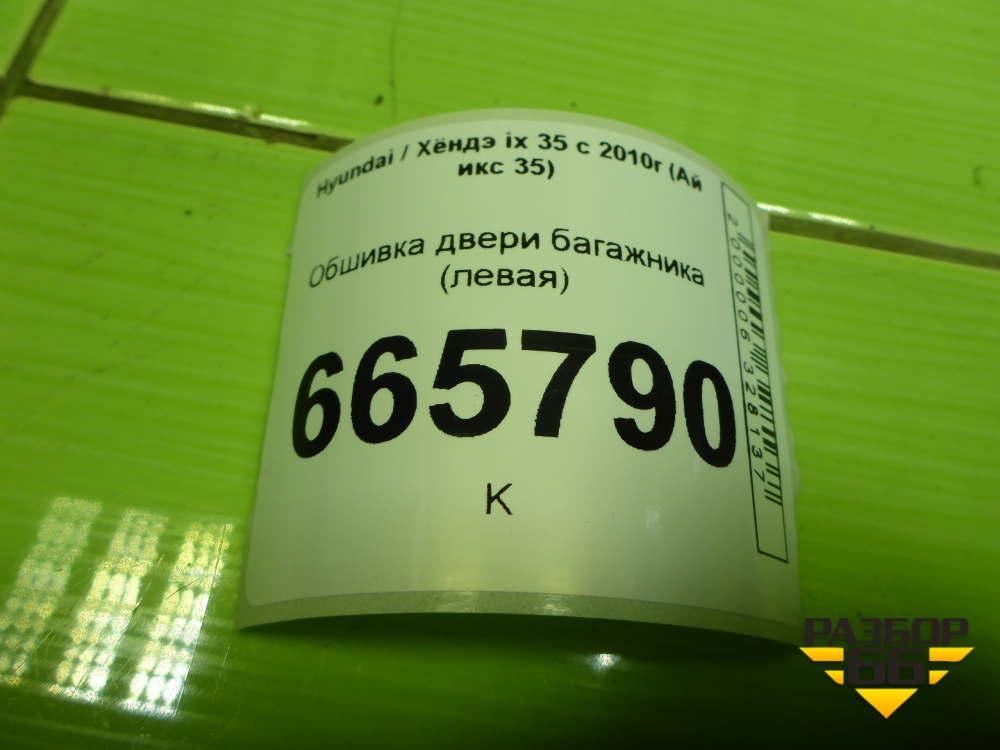 Hyundai / Хёндэ ix 35 с 2010г (Ай
икс 35)
Обшивка двери багажника
(левая)
665790
К
2000006328137
РАЗБОР
66